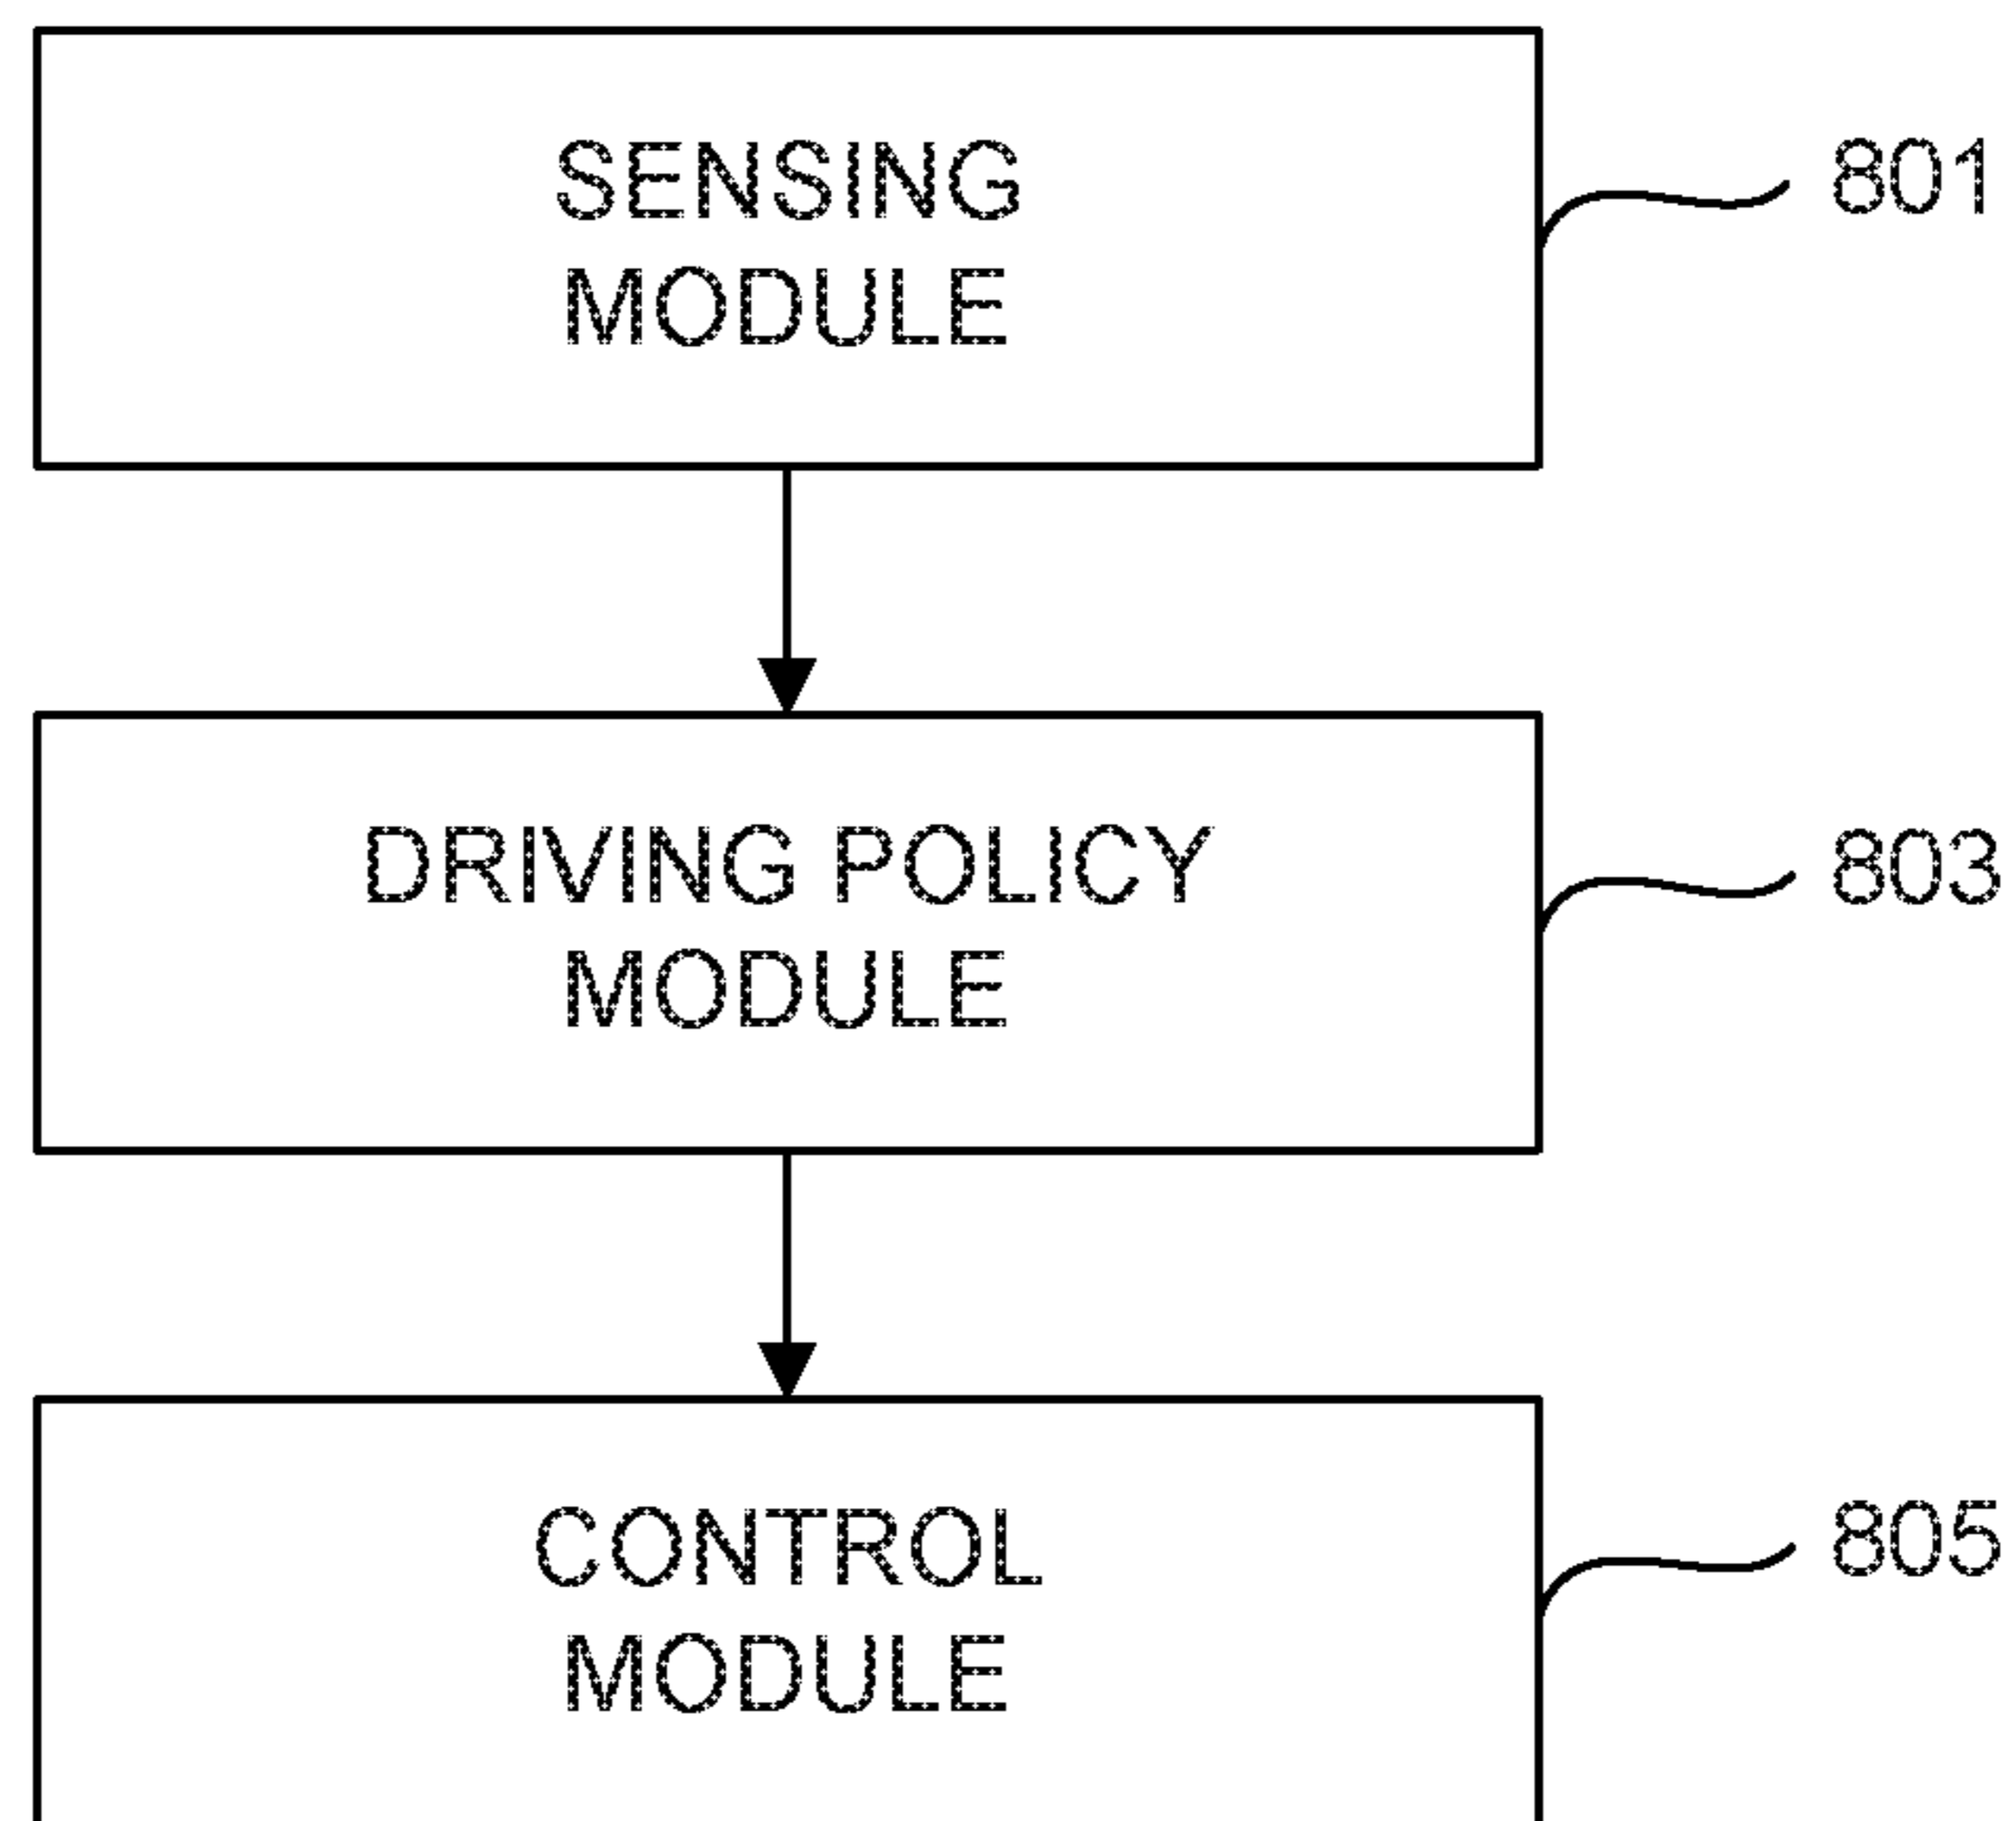 SENSING
MODULE
801
DRIVING POLICY
MODULE
803
CONTROL
MODULE
805